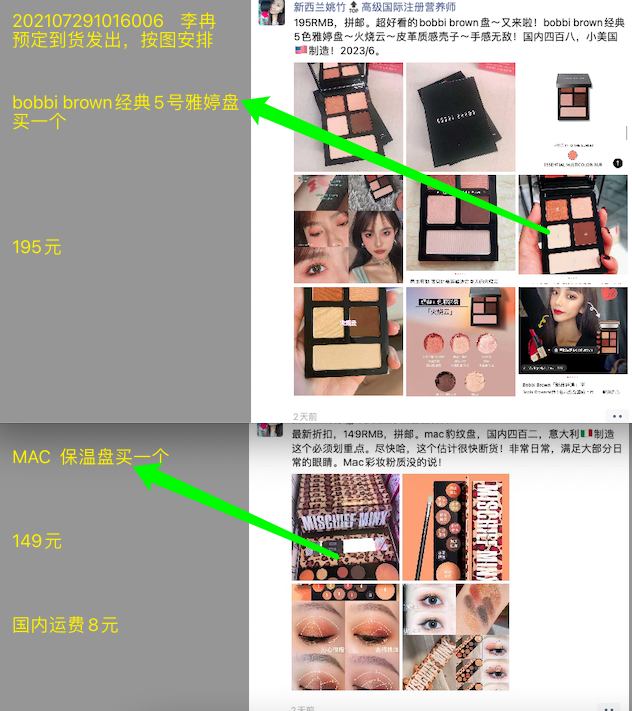 202107291016006 李冉
预定到货发出，按图安排
bobbi brown经典5号雅婷盘
买一个
195元
新西兰姚竹🔝高级国际注册营养师
195RMB，拼邮。超好看的bobbi brown盘～又来啦！bobbi brown经典
5色雅婷盘～火烧云～皮革质感壳子～手感无敌！国内四百八，小美国
🇺🇸制造！2023/6。
BOBBI BROWN
火烧云
「火烧云」
2天前
MAC 保温盘买一个
149元
国内运费8元
最新折扣，149RMB，拼邮。mac豹纹盘，国内四百二，意大利🇮🇹制造
这个必须划重点。尽快哈，这个估计很快断货！非常日常，满足大部分日
常的眼睛。Mac彩妆粉质没的说！
MISCHIEF MINX
MISCHIEF MINX
2天前